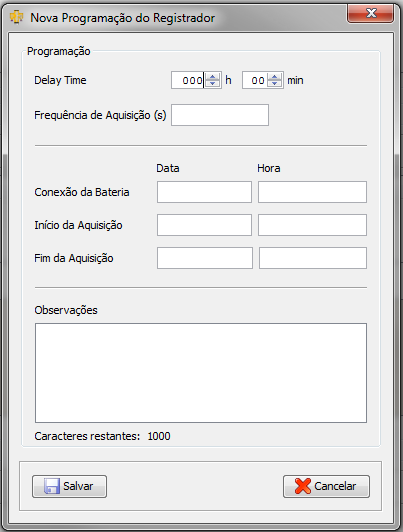 Nova Programação do Registrador
Programação
Delay Time 000 h 00 min
Frequência de Aquisição (s)
Data Hora
Conexão da Bateria
Início da Aquisição
Fim da Aquisição
Observações
Caracteres restantes: 1000
Salvar Cancelar